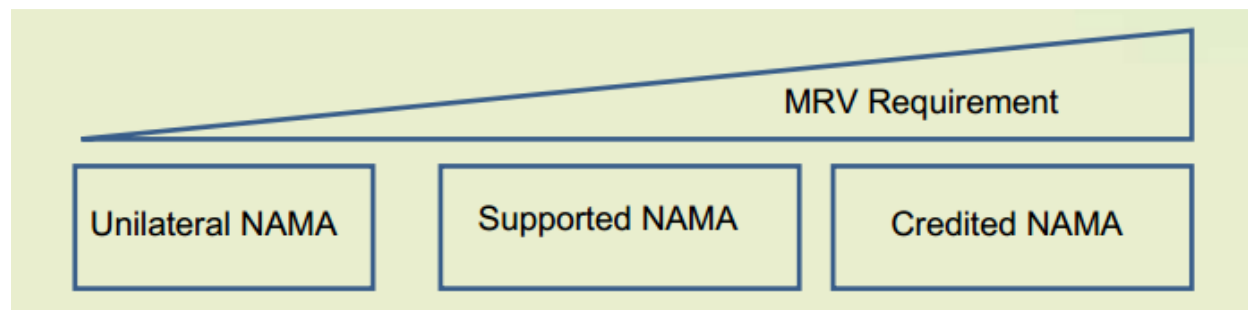 MRV Requirement
Unilateral NAMA
Supported NAMA
Credited NAMA